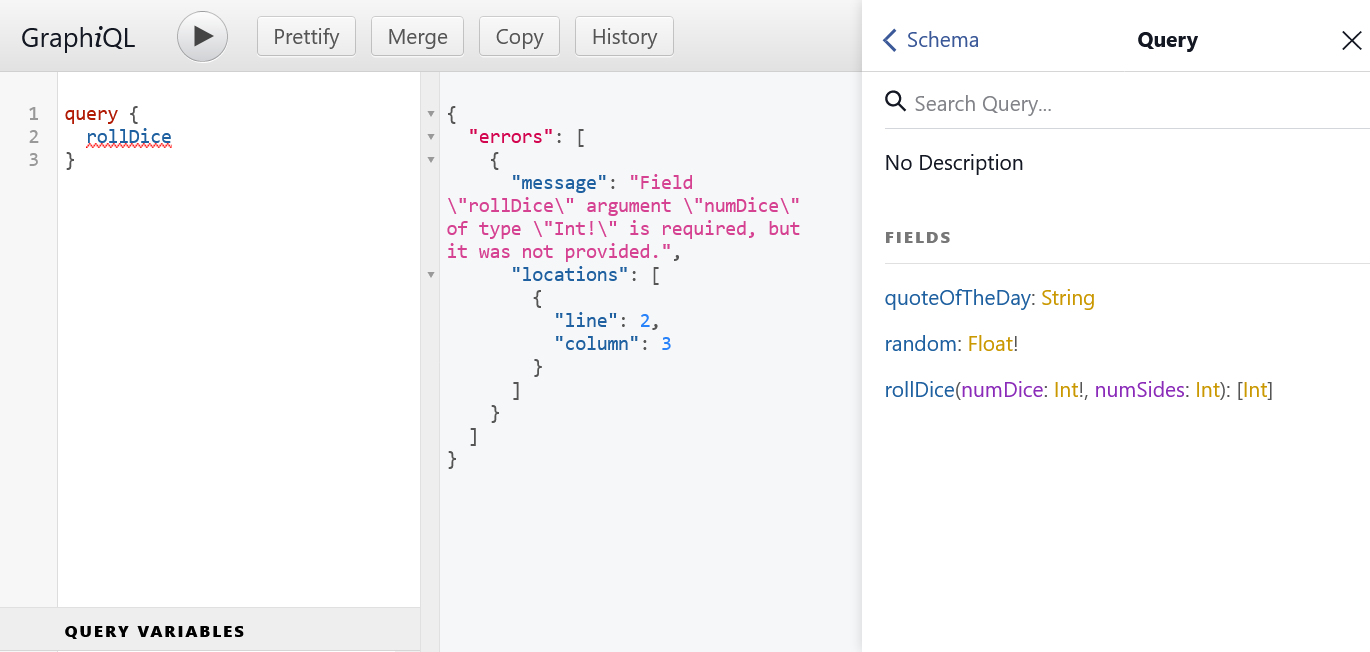 GraphiQL
Prettify
Merge
Copy
History
1 query {
2   rollDice
3 }
QUERY VARIABLES
{
  "errors": [
    {
      "message": "Field
\"rollDice\" argument \"numDice\"
of type \"Int!\" is required, but
it was not provided.",
      "locations": [
        {
          "line": 2,
          "column": 3
        }
      ]
    }
  ]
}
Schema
Query
Search Query...
No Description
FIELDS
quoteOfTheDay: String
random: Float!
rollDice(numDice: Int!, numSides: Int): [Int]